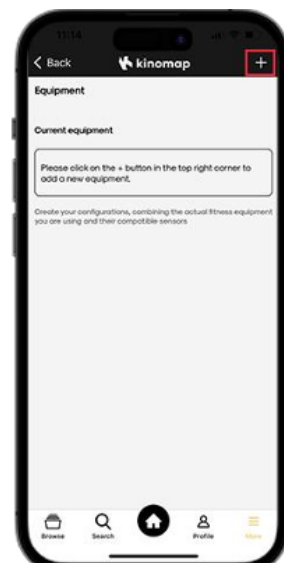 11:14
Back
kinomap
+
Equipment
Current equipment
Please click on the + button in the top right corner to
add a new equipment.
Create your configurations, combining the actual fitness equipment
you are using and their compatible sensors
Browse Search Profile More